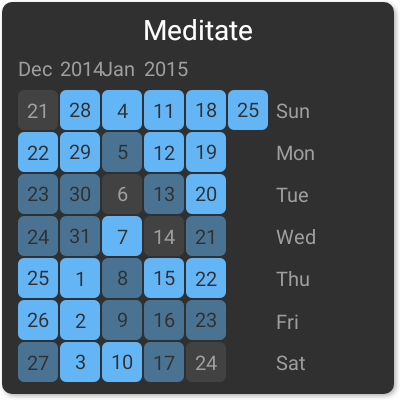 Meditate
Dec 2014 Jan 2015
21 28 4 11 18 25 Sun
22 29 5 12 19 Mon
23 30 6 13 20 Tue
24 31 7 14 21 Wed
25 1 8 15 22 Thu
26 2 9 16 23 Fri
27 3 10 17 24 Sat